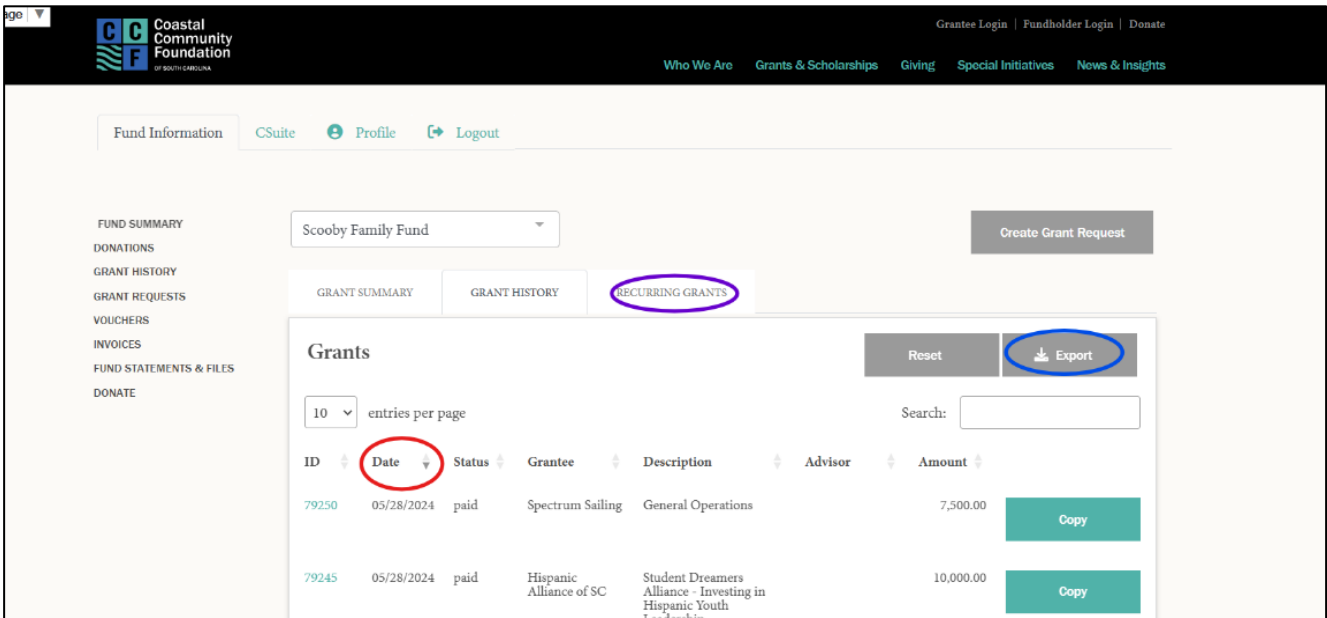 age ▼
CCF
Coastal
Community
Foundation
OF SOUTH CAROLINA
Grantee Login | Fundholder Login | Donate
Who We Are Grants & Scholarships Giving Special Initiatives News & Insights
Fund Information CSuite Profile Logout
FUND SUMMARY
DONATIONS
GRANT HISTORY
GRANT REQUESTS
VOUCHERS
INVOICES
FUND STATEMENTS & FILES
DONATE
Scooby Family Fund
Create Grant Request
GRANT SUMMARY GRANT HISTORY RECURRING GRANTS
Grants
Reset Export
10 entries per page Search:
ID Date Status Grantee Description Advisor Amount
79250 05/28/2024 paid Spectrum Sailing General Operations 7,500.00 Copy
79245 05/28/2024 paid Hispanic Alliance of SC Student Dreamers 10,000.00 Copy
Alliance - Investing in
Hispanic Youth
Leadership